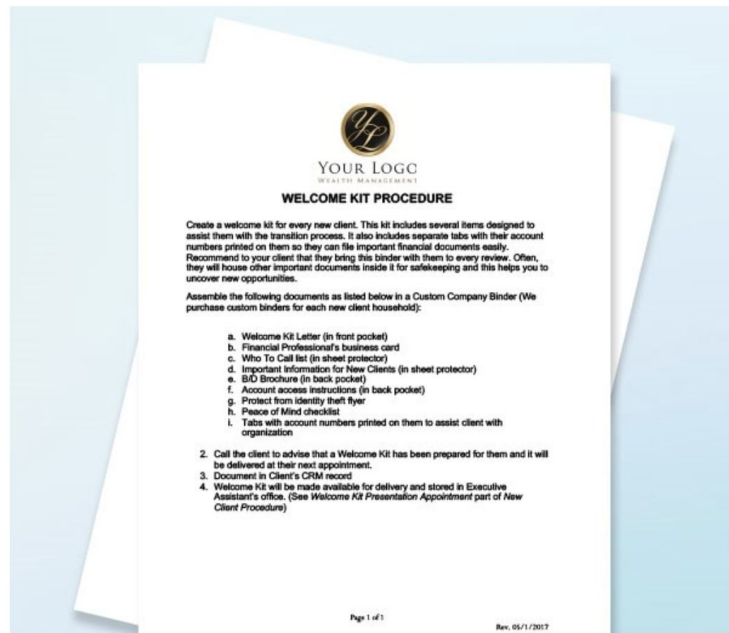 YL
YOUR LOGO
WEALTH MANAGEMENT
WELCOME KIT PROCEDURE
Create a welcome kit for every new client. This kit includes several items designed to
assist them with the transition process. It also includes separate tabs with their account
numbers printed on them so they can file important financial documents easily.
Recommend to your client that they bring this binder with them to every review. Often,
they will house other important documents inside it for safekeeping and this helps you to
uncover new opportunities.
Assemble the following documents as listed below in a Custom Company Binder (We
purchase custom binders for each new client household):
a. Welcome Kit Letter (in front pocket)
b. Financial Professional's business card
c. Who To Call list (in sheet protector)
d. Important Information for New Clients (in sheet protector)
e. B/D Brochure (in back pocket)
f. Account access instructions (in back pocket)
g. Protect from identity theft flyer
h. Peace of Mind checklist
i. Tabs with account numbers printed on them to assist client with
organization
2. Call the client to advise that a Welcome Kit has been prepared for them and it will
be delivered at their next appointment.
3. Document in Client's CRM record
4. Welcome Kit will be made available for delivery and stored in Executive
Assistant's office. (See Welcome Kit Presentation Appointment part of New
Client Procedure)
Page 1 of 1
Rev. 05/1/2017